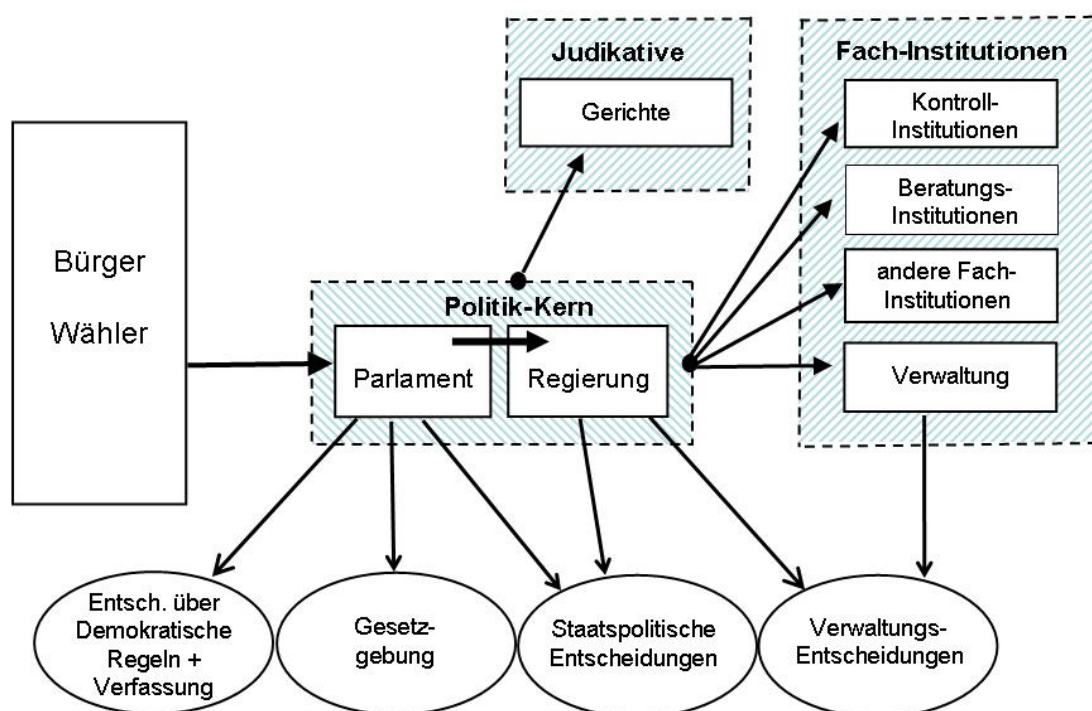 Judikative
Gerichte
Fach-Institutionen
Kontroll-
Institutionen
Beratungs-
Institutionen
andere Fach-
Institutionen
Verwaltung
Bürger
Wähler
Politik-Kern
Parlament
Regierung
Entsch. über
Demokratische
Regeln +
Verfassung
Gesetz-
gebung
Staatspolitische
Entscheidungen
Verwaltungs-
Entscheidungen